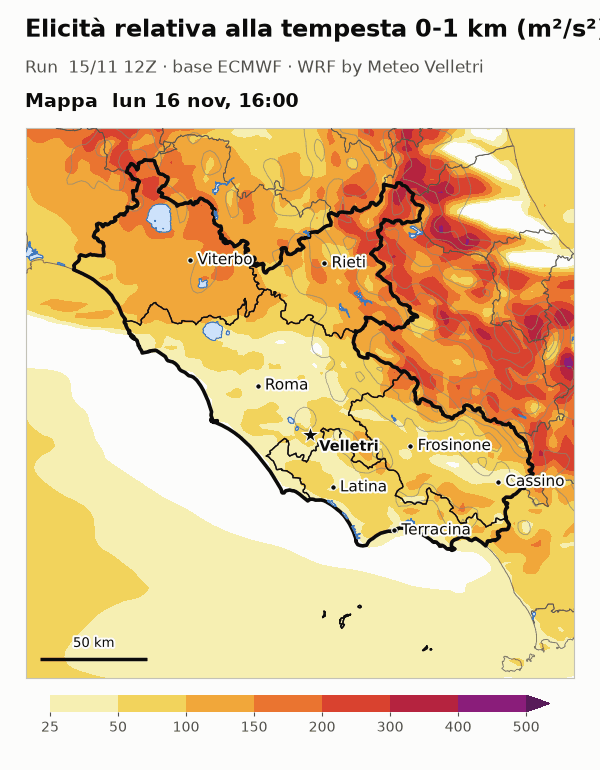 Elicità relativa alla tempesta 0-1 km (m²/s²)
Run 15/11 12Z · base ECMWF · WRF by Meteo Velletri
Mappa lun 16 nov, 16:00
Viterbo
Rieti
Roma
Velletri
Frosinone
Latina
Cassino
Terracina
50 km
25 50 100 150 200 300 400 500